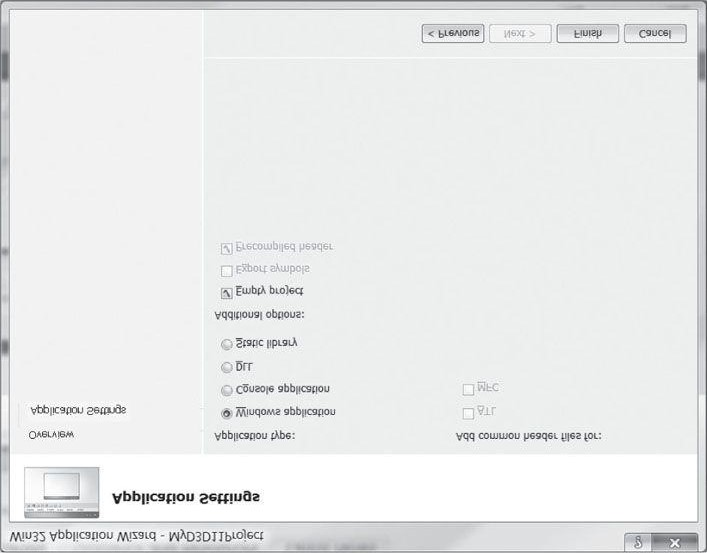 Win32 Application Wizard - MyD3D11Project
Application Settings
Overview
Application Settings
Application type:
Windows application
Console application
DLL
Static library
Additional options:
Empty project
Export symbols
Precompiled header
Add common header files for:
ATL
MFC
< Previous
Next >
Finish
Cancel